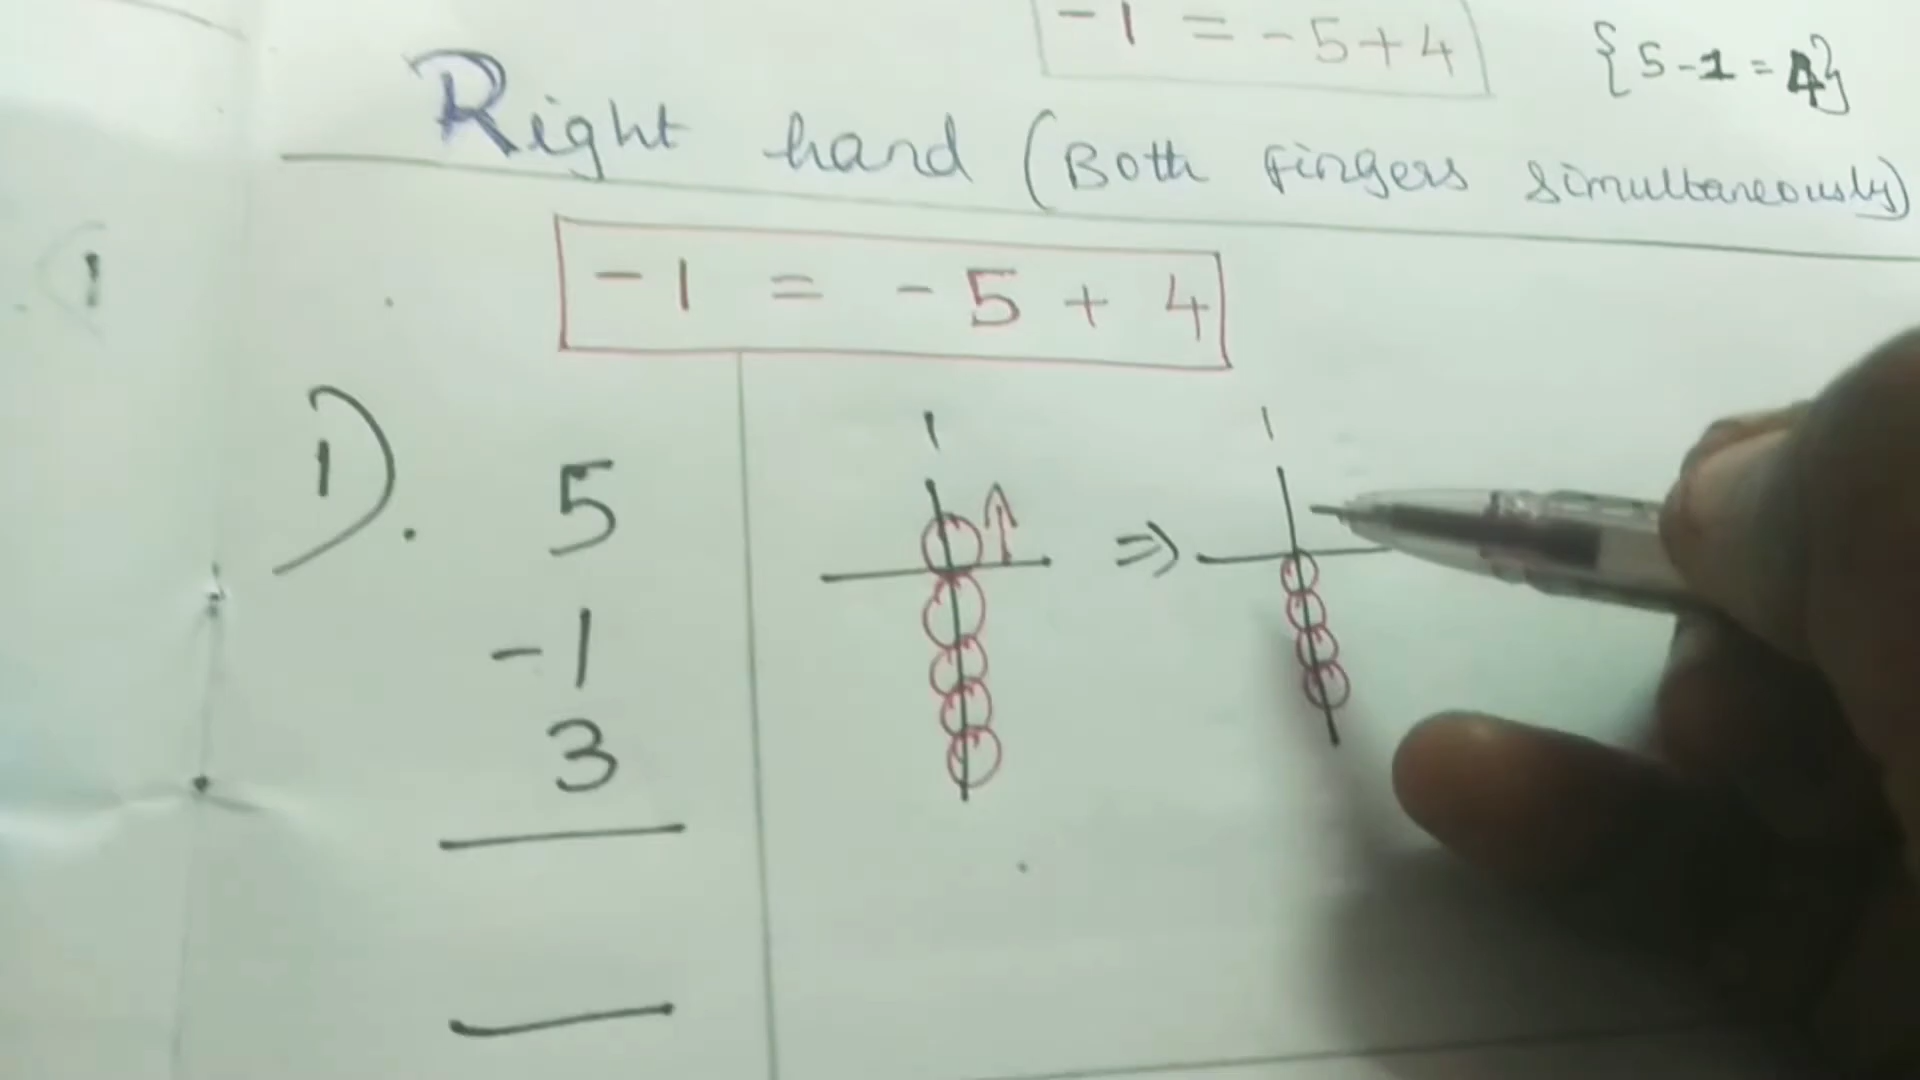 -1 = -5+4 {5-1=4}
Right hand (Both fingers simultaneously)
-1 = -5 + 4
1
1). 5
-1
3
1 ⇒ 1